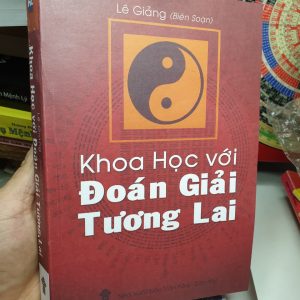 Lê Giảng (Biên Soạn)
Khoa Học với
Đoán Giải
Tương Lai
Khoa Học với Đoán Giải Tương Lai